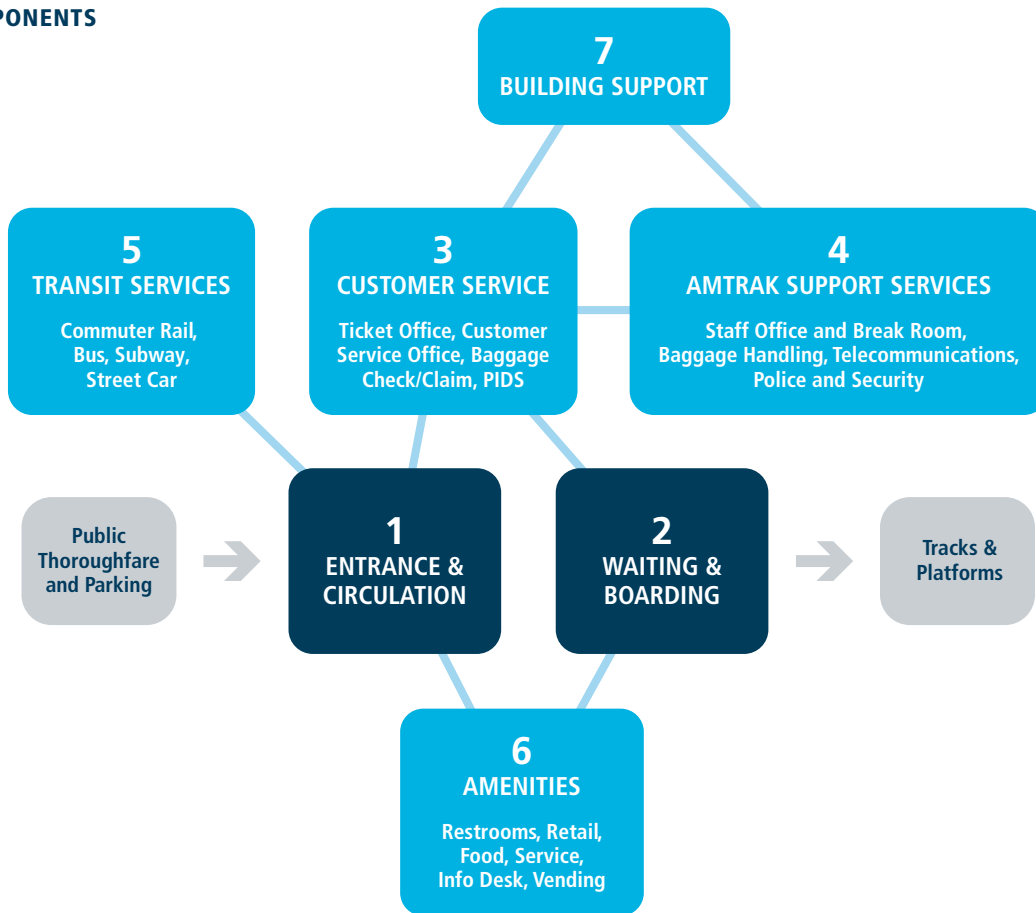 7
BUILDING SUPPORT
5
TRANSIT SERVICES
Commuter Rail,
Bus, Subway,
Street Car
3
CUSTOMER SERVICE
Ticket Office, Customer
Service Office, Baggage
Check/Claim, PIDS
4
AMTRAK SUPPORT SERVICES
Staff Office and Break Room,
Baggage Handling, Telecommunications,
Police and Security
Public
Thoroughfare
and Parking
1
ENTRANCE &
CIRCULATION
2
WAITING &
BOARDING
Tracks &
Platforms
6
AMENITIES
Restrooms, Retail,
Food, Service,
Info Desk, Vending